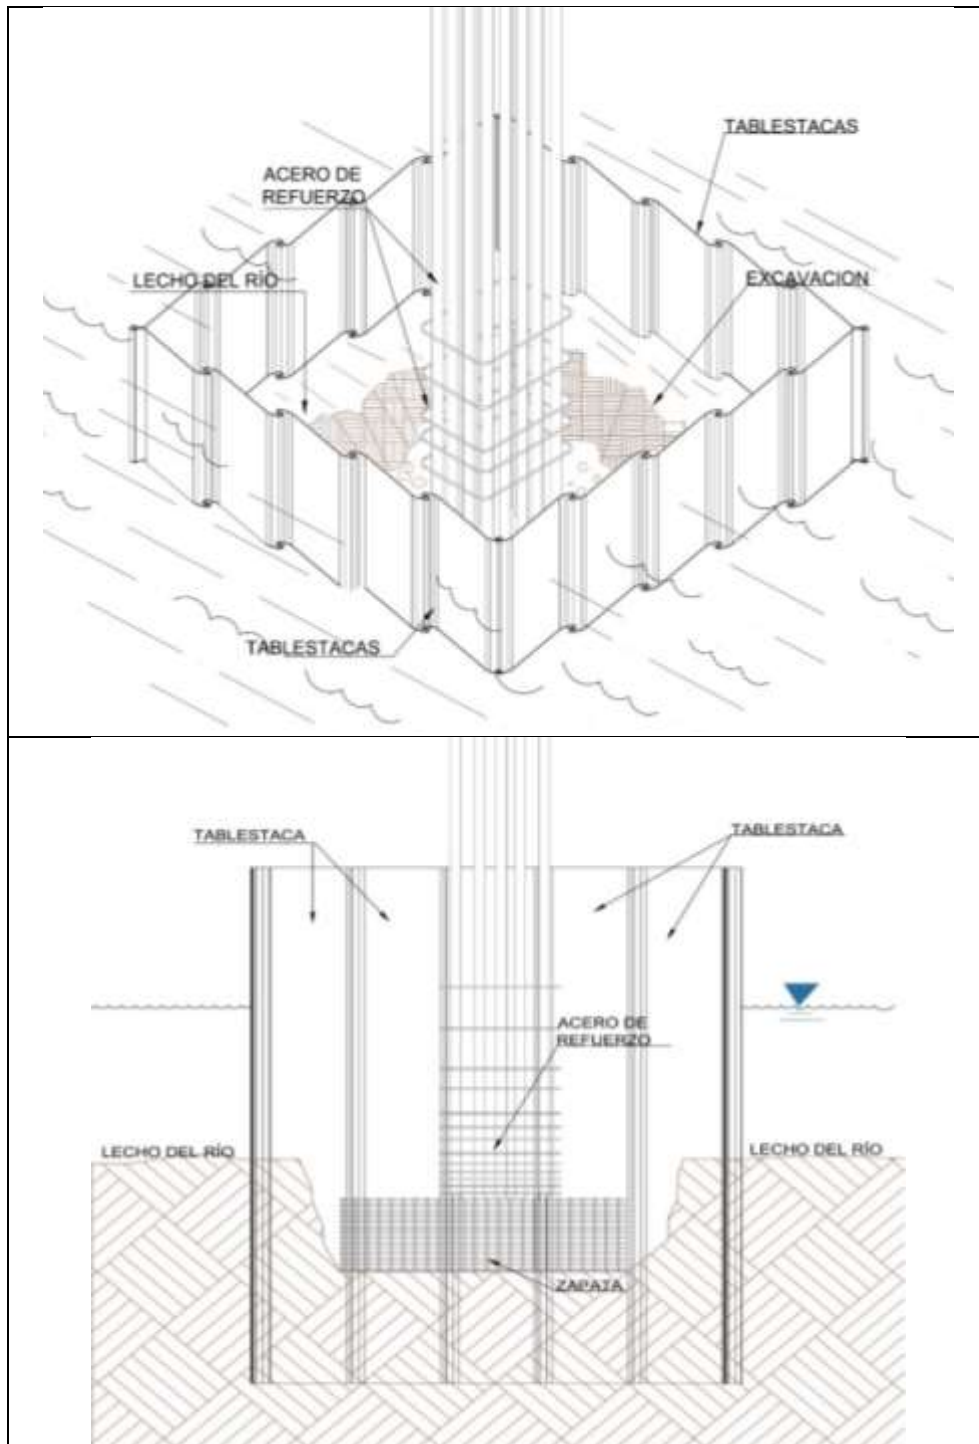 TABLESTACAS
ACERO DE
REFUERZO
LECHO DEL RÍO
EXCAVACION
TABLESTACAS
TABLESTACA
TABLESTACA
ACERO DE
REFUERZO
LECHO DEL RÍO
LECHO DEL RÍO
ZAPATA